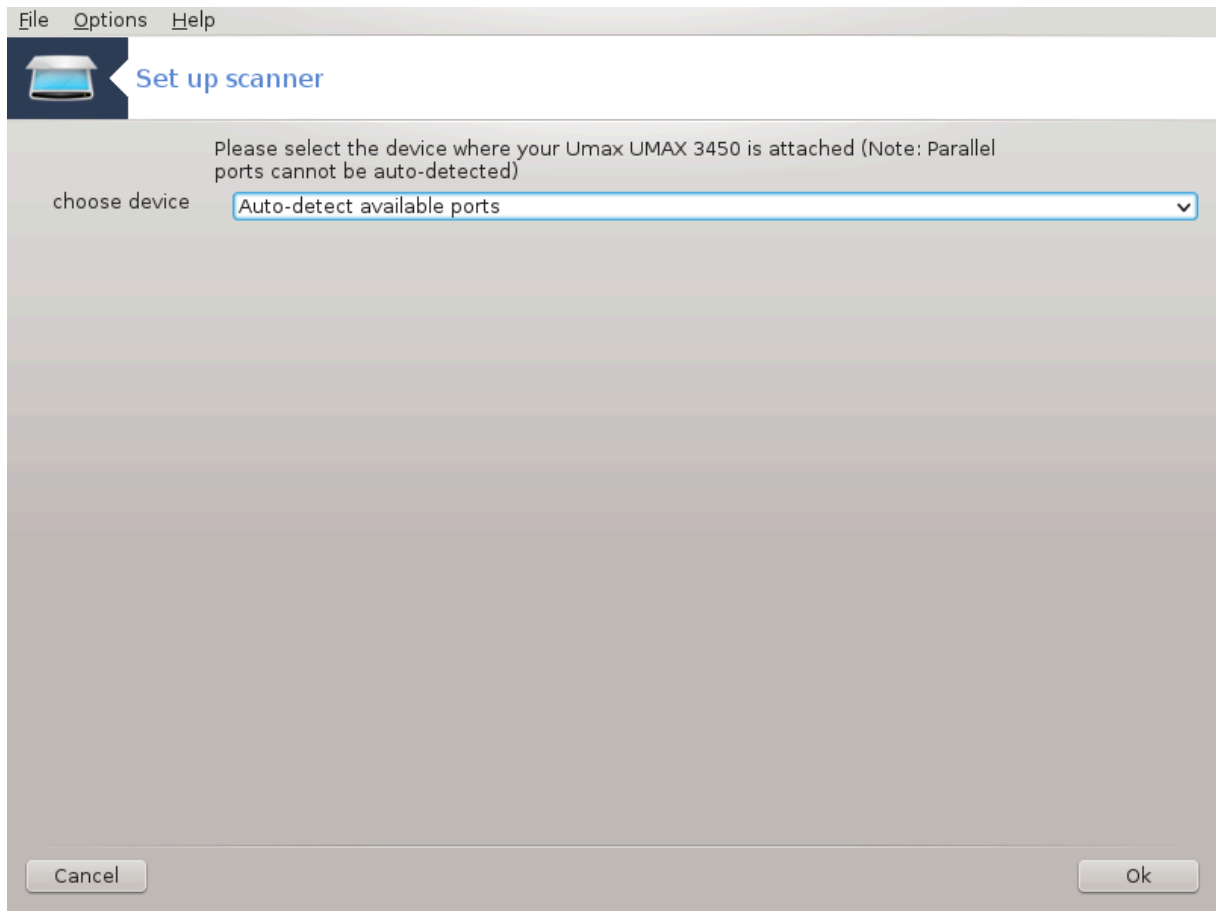 File Options Help
Set up scanner
Please select the device where your Umax UMAX 3450 is attached (Note: Parallel
ports cannot be auto-detected)
choose device
Auto-detect available ports
Cancel
Ok